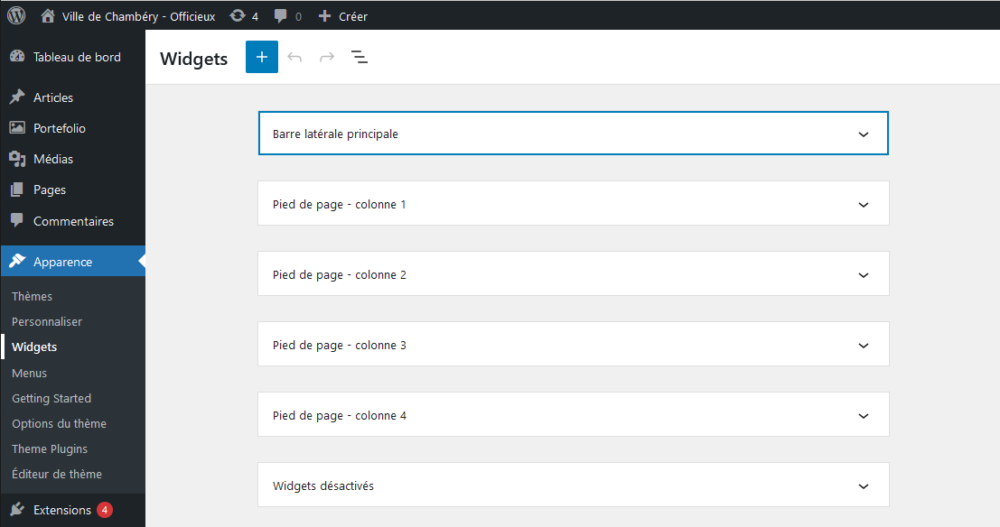 Ville de Chambéry - Officieux 4 0 Créer
Tableau de bord
Articles
Portefolio
Médias
Pages
Commentaires
Apparence
Thèmes
Personnaliser
Widgets
Menus
Getting Started
Options du thème
Theme Plugins
Éditeur de thème
Extensions 4
Widgets
Barre latérale principale
Pied de page - colonne 1
Pied de page - colonne 2
Pied de page - colonne 3
Pied de page - colonne 4
Widgets désactivés